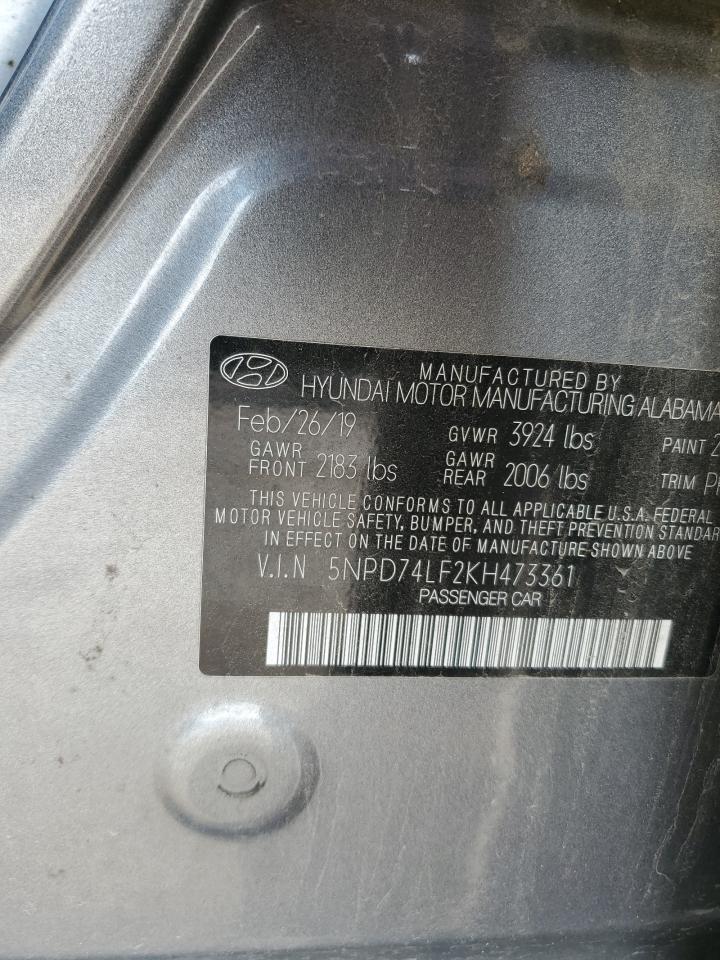 MANUFACTURED BY
HYUNDAI MOTOR MANUFACTURING ALABAMA
Feb/26/19 GVWR 3924 lbs PAINT
GAWR FRONT 2183 lbs GAWR REAR 2006 lbs TRIM
THIS VEHICLE CONFORMS TO ALL APPLICABLE U.S.A. FEDERAL
MOTOR VEHICLE SAFETY, BUMPER, AND THEFT PREVENTION STANDAR
IN EFFECT ON THE DATE OF MANUFACTURE SHOWN ABOVE
V.I.N 5NPD74LF2KH473361
PASSENGER CAR